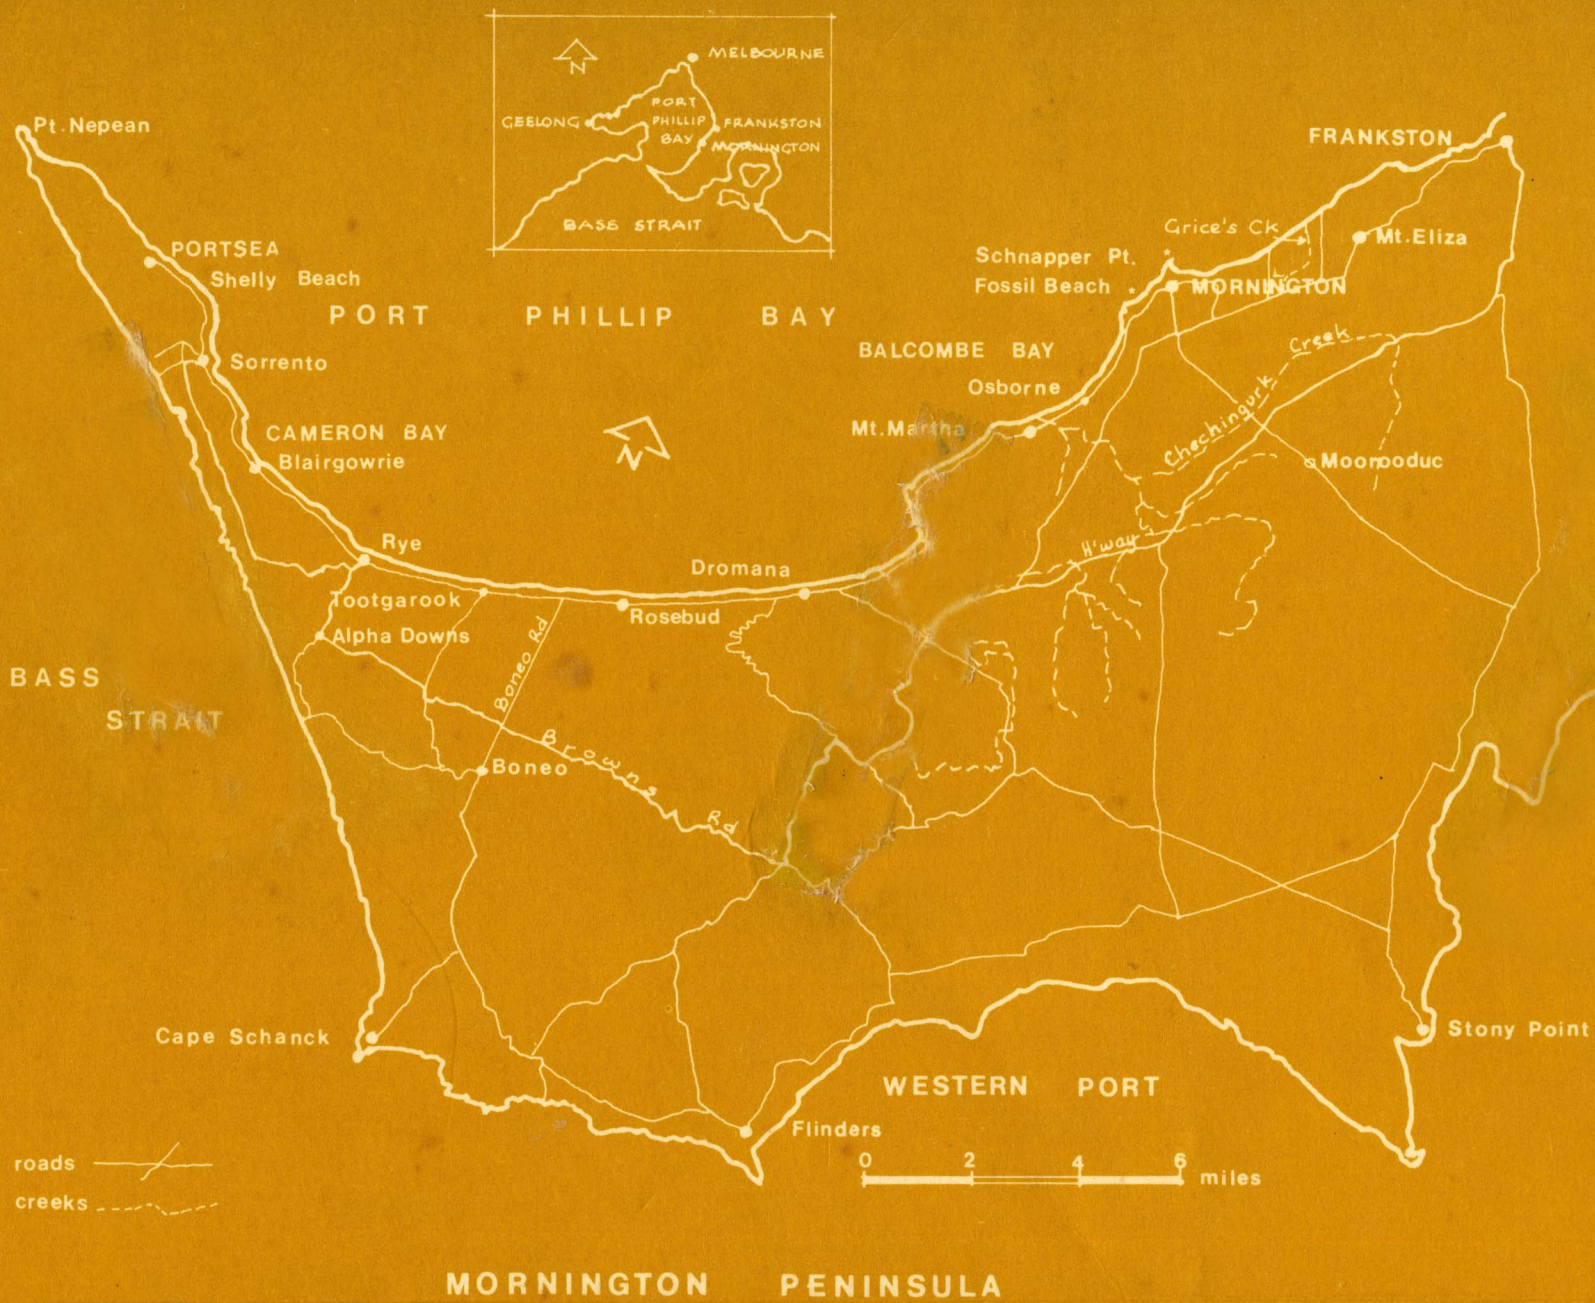 N
MELBOURNE
GEELONG
PORT
PHILLIP
BAY
FRANKSTON
MORNINGTON
BASS STRAIT
Pt. Nepean
PORTSEA
Shelly Beach
PORT PHILLIP BAY
Sorrento
CAMERON BAY
Blairgowrie
N
FRANKSTON
Grice's Ck
Mt. Eliza
Schnapper Pt.
Fossil Beach
MORNINGTON
BALCOMBE BAY
Osborne
Mt. Martha
Chechingurk Creek
Moorooduc
H'way
Rye
Dromana
Tootgarook
Rosebud
Alpha Downs
Boneo Rd
BASS
STRAIT
Boneo
Browns Rd
Cape Schanck
Stony Point
WESTERN PORT
Flinders
0 2 4 6 miles
roads
creeks
MORNINGTON PENINSULA